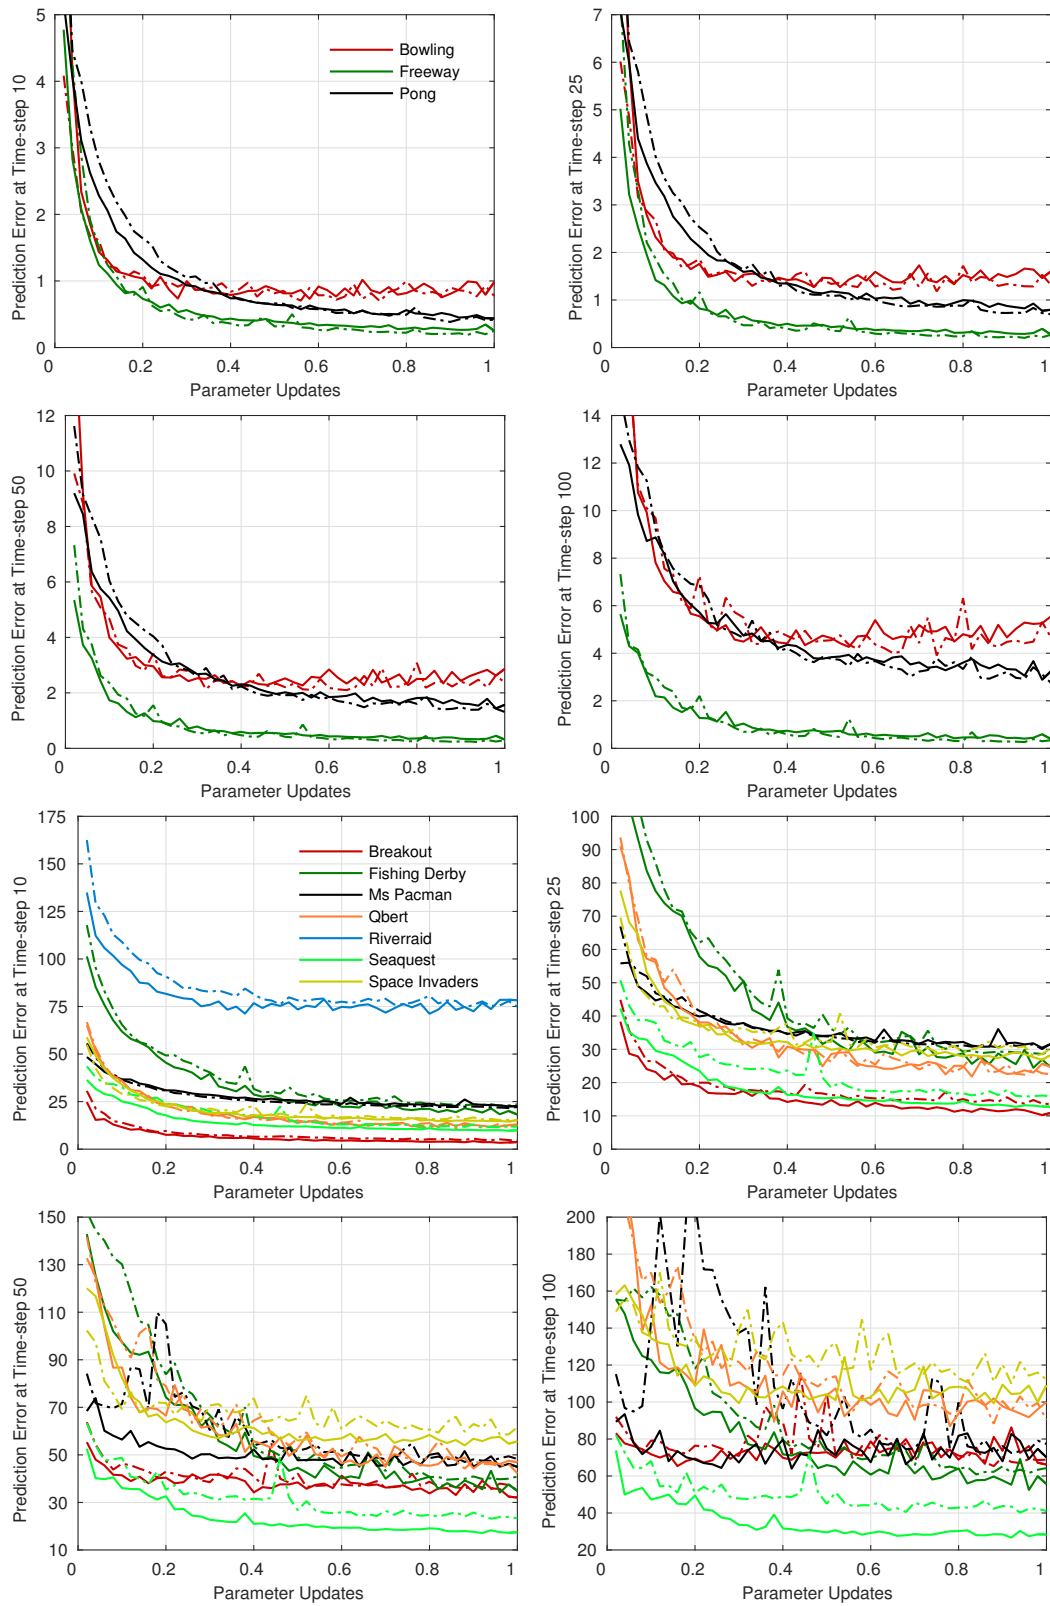 Prediction Error at Time-step 10
5
4
3
2
1
0
Bowling
Freeway
Pong
0 0.2 0.4 0.6 0.8 1
Parameter Updates
Prediction Error at Time-step 25
7
6
5
4
3
2
1
0
0 0.2 0.4 0.6 0.8 1
Parameter Updates
Prediction Error at Time-step 50
12
10
8
6
4
2
0
0 0.2 0.4 0.6 0.8 1
Parameter Updates
Prediction Error at Time-step 100
14
12
10
8
6
4
2
0
0 0.2 0.4 0.6 0.8 1
Parameter Updates
Prediction Error at Time-step 10
175
150
125
100
75
50
25
0
Breakout
Fishing Derby
Ms Pacman
Qbert
Riverraid
Seaquest
Space Invaders
0 0.2 0.4 0.6 0.8 1
Parameter Updates
Prediction Error at Time-step 25
100
90
80
70
60
50
40
30
20
10
0
0 0.2 0.4 0.6 0.8 1
Parameter Updates
Prediction Error at Time-step 50
150
130
110
90
70
50
30
10
0 0.2 0.4 0.6 0.8 1
Parameter Updates
Prediction Error at Time-step 100
200
180
160
140
120
100
80
60
40
20
0 0.2 0.4 0.6 0.8 1
Parameter Updates